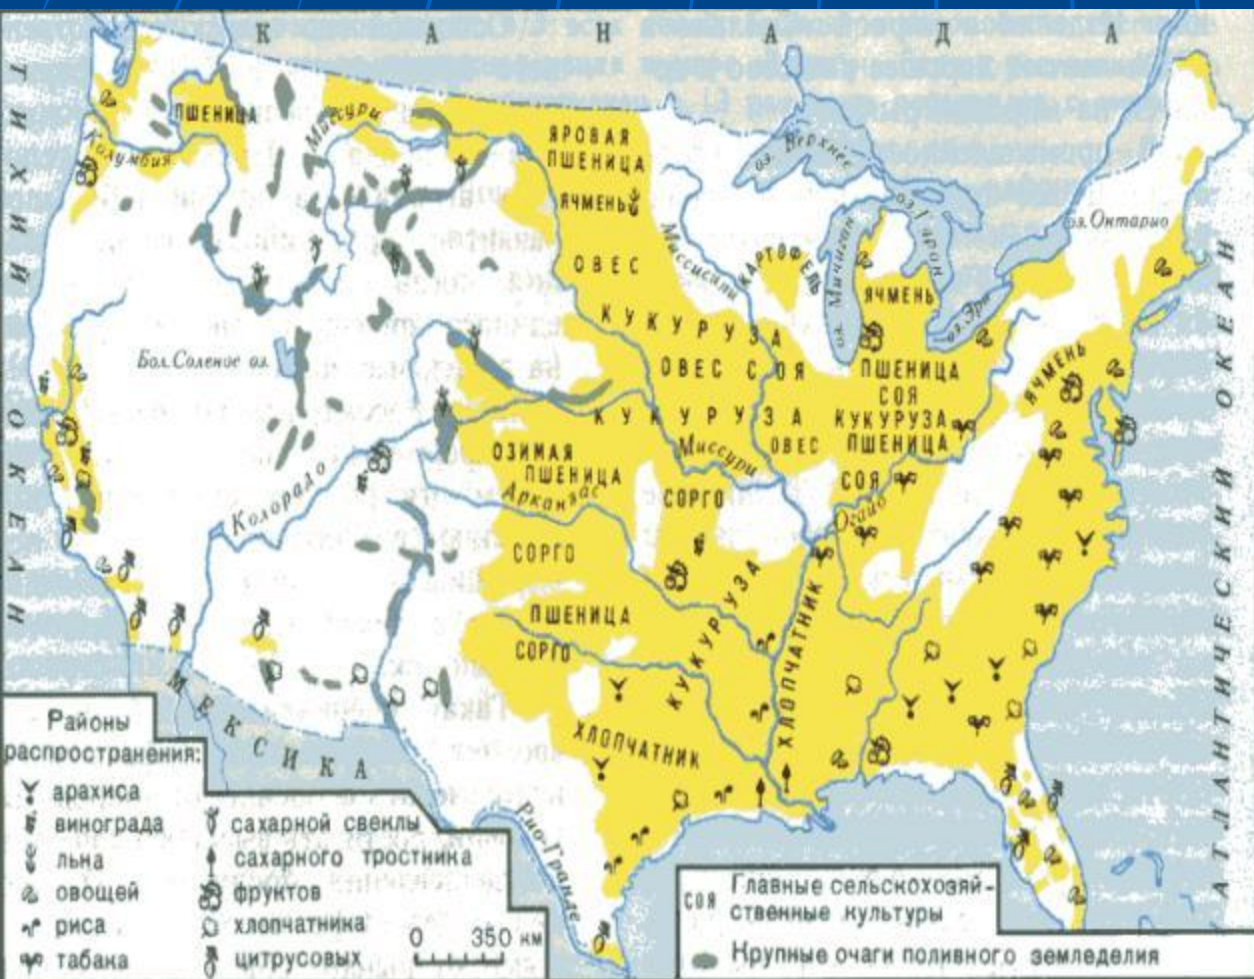 КАНАДА
ТИХИЙ ОКЕАН
АТЛАНТИЧЕСКИЙ ОКЕАН
МЕКСИКА
ПШЕНИЦА
Колумбия
Миссури
ЯРОВАЯ
ПШЕНИЦА
ЯЧМЕНЬ
ОВЕС
оз. Верхнее
оз. Гурон
оз. Онтарио
оз. Мичиган
оз. Эри
Миссисипи
КАРТОФЕЛЬ
ЯЧМЕНЬ
КУКУРУЗА
ОВЕС СОЯ
КУКУРУЗА
ОВЕС
ПШЕНИЦА
СОЯ
КУКУРУЗА
ПШЕНИЦА
СОЯ
ЯЧМЕНЬ
Бол. Соленое оз.
ОЗИМАЯ
ПШЕНИЦА
Миссури
Арканзас
СОРГО
Огайо
Колорадо
СОРГО
ПШЕНИЦА
СОРГО
КУКУРУЗА
ХЛОПЧАТНИК
ХЛОПЧАТНИК
Рио-Гранде
Районы
распространения:
арахиса
винограда
льна
овощей
риса
табака
сахарной свеклы
сахарного тростника
фруктов
хлопчатника
цитрусовых
0 350 км
СОЯ Главные сельскохозяй-
ственные культуры
Крупные очаги поливного земледелия